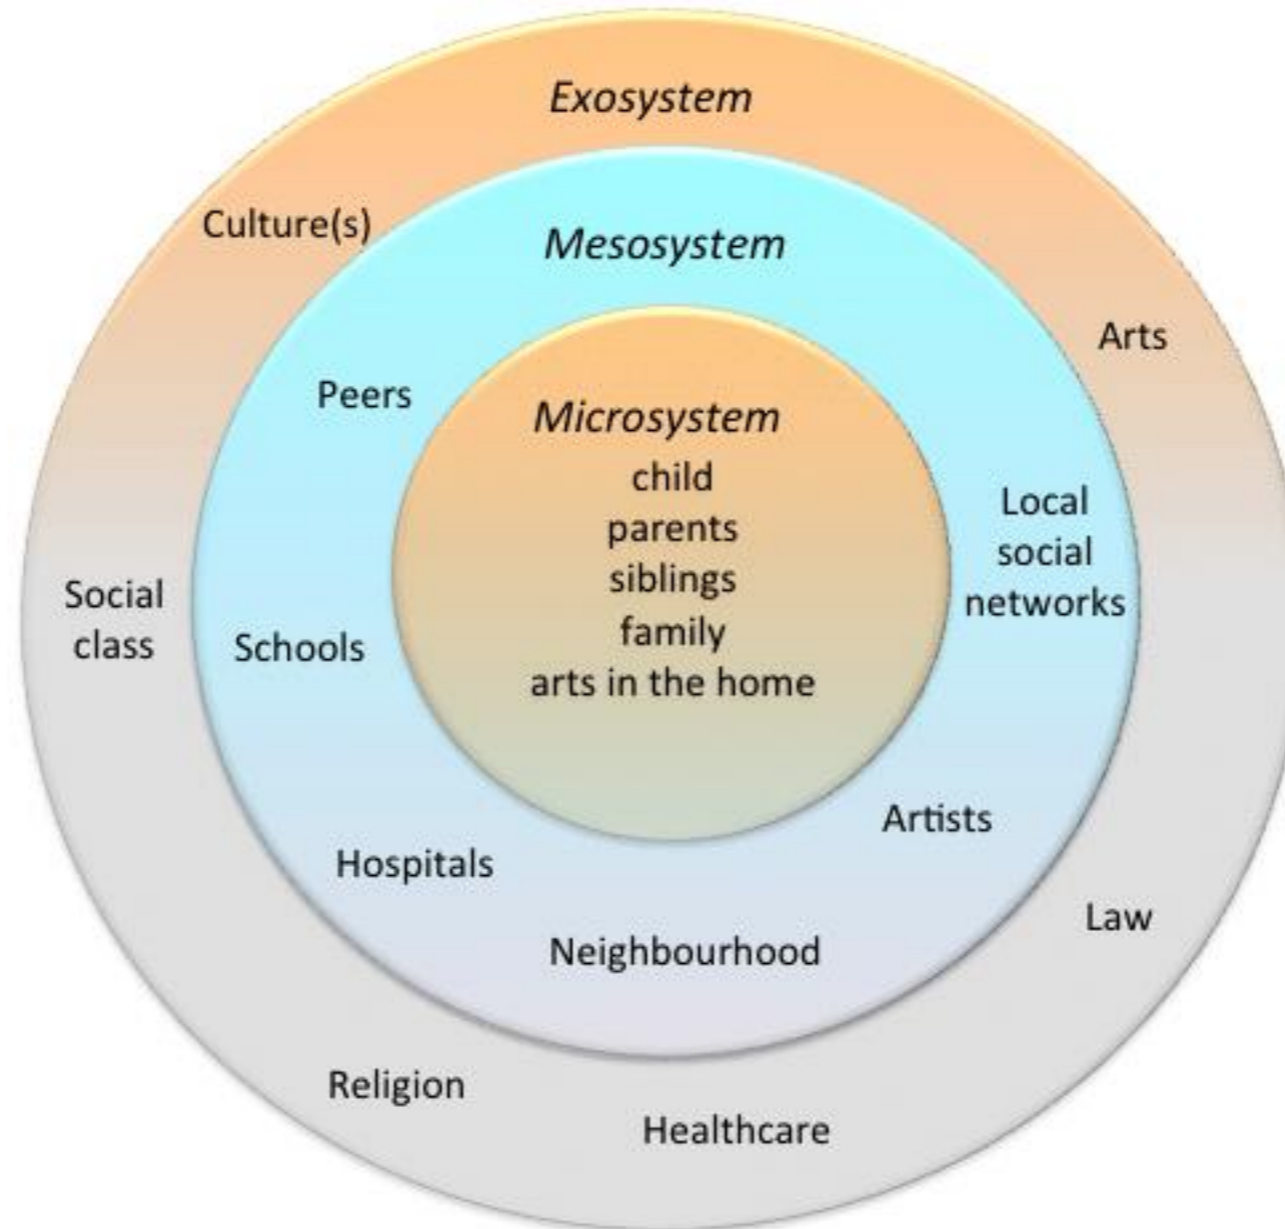 Exosystem
Culture(s)
Mesosystem
Arts
Peers
Microsystem
child
parents
siblings
family
arts in the home
Local
social
networks
Social
class
Schools
Artists
Hospitals
Law
Neighbourhood
Religion
Healthcare